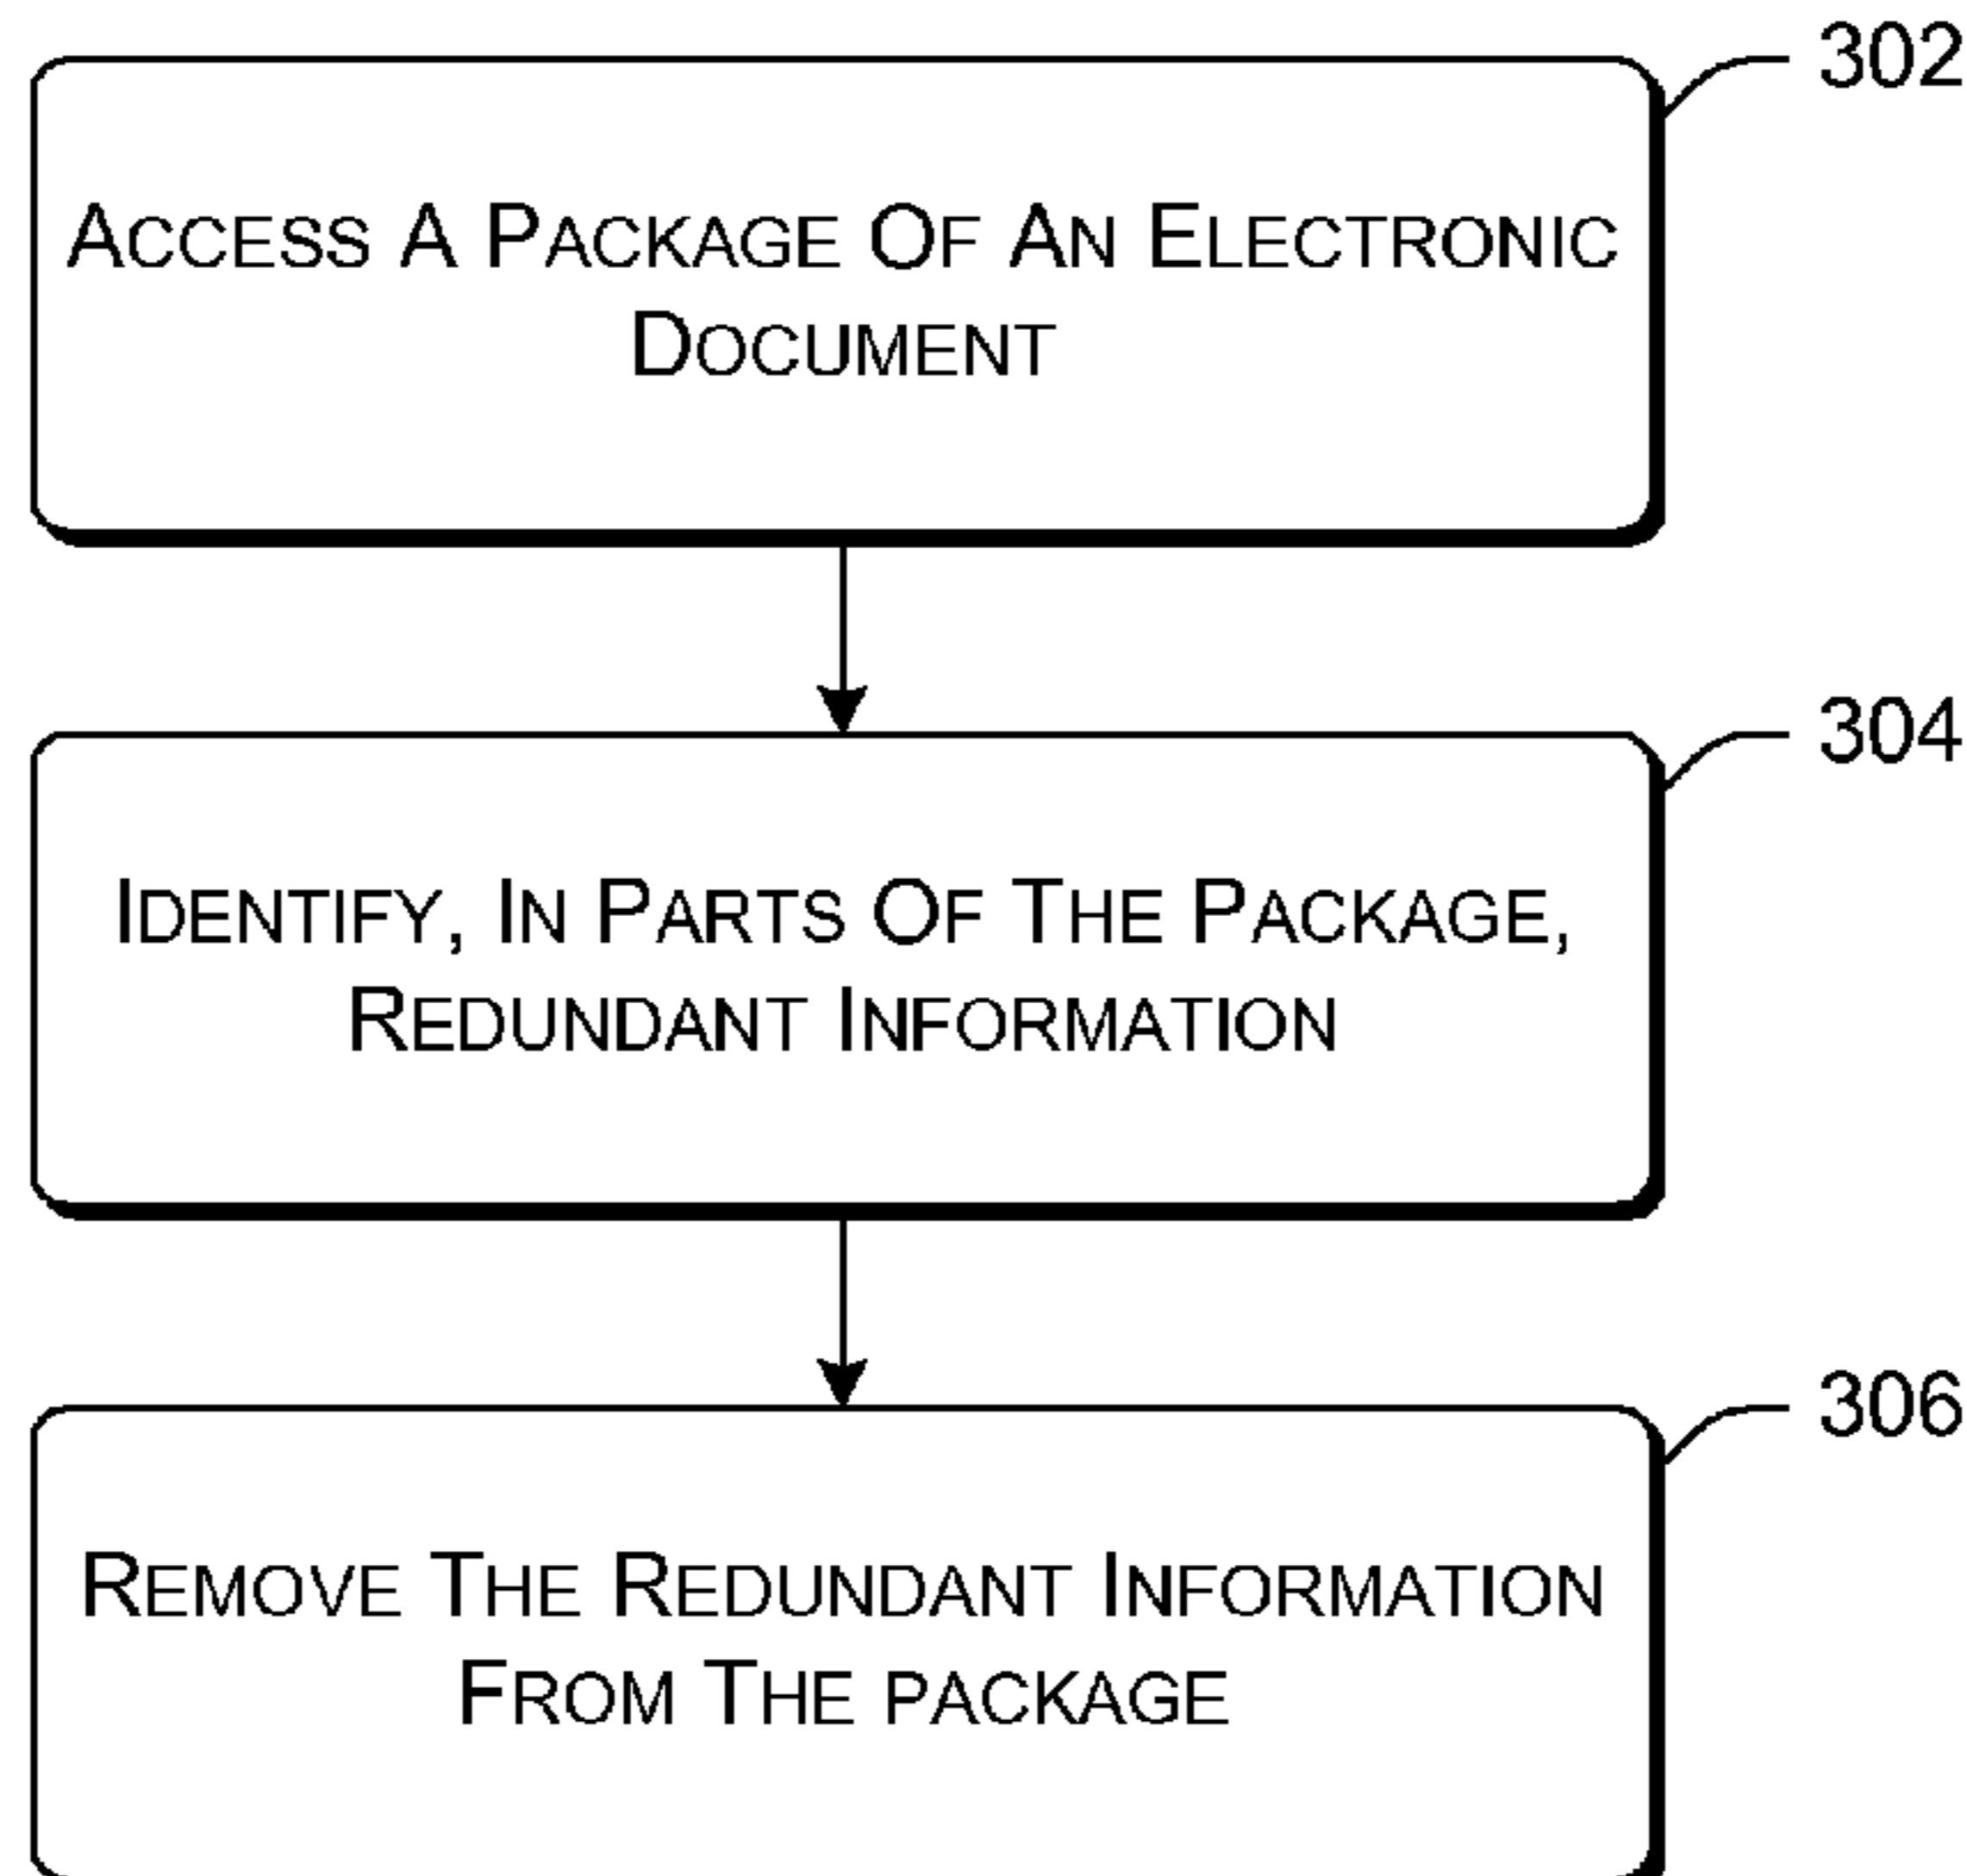 302
Access A Package Of An Electronic
Document
304
Identify, In Parts Of The Package,
Redundant Information
306
Remove The Redundant Information
From The package